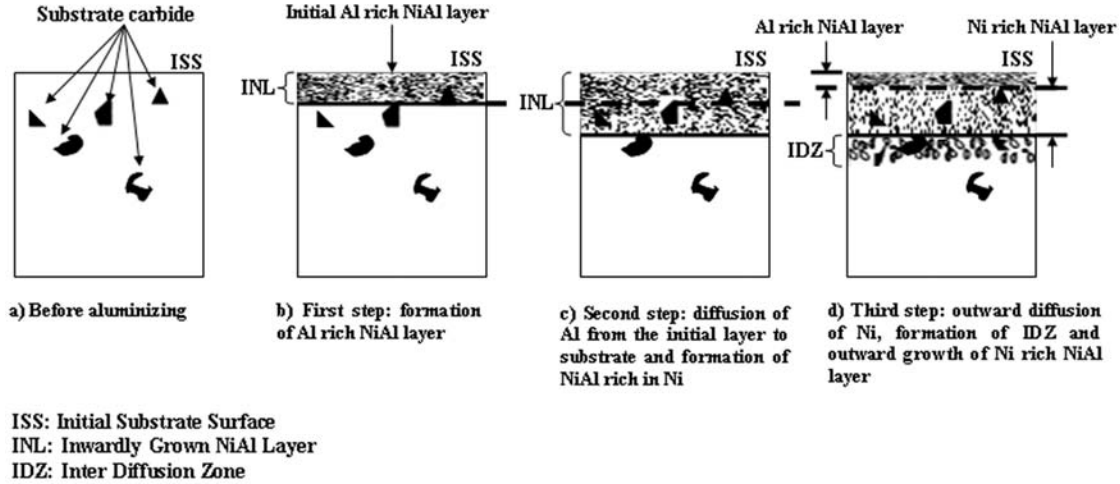 Substrate carbide
ISS
a) Before aluminizing
Initial Al rich NiAl layer
ISS
INL
b) First step: formation
of Al rich NiAl layer
ISS
INL
c) Second step: diffusion of
Al from the initial layer to
substrate and formation of
NiAl rich in Ni
Al rich NiAl layer
Ni rich NiAl layer
ISS
IDZ
d) Third step: outward diffusion
of Ni, formation of IDZ and
outward growth of Ni rich NiAl
layer
ISS: Initial Substrate Surface
INL: Inwardly Grown NiAl Layer
IDZ: Inter Diffusion Zone